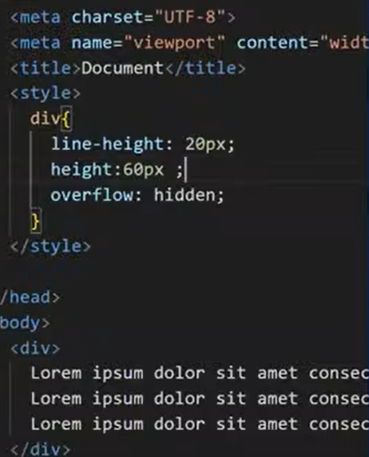 <meta charset="UTF-8">
<meta name="viewport" content="widt
<title>Document</title>
<style>
div{
line-height: 20px;
height:60px ;
overflow: hidden;
}
</style>
/head>
body>
<div>
Lorem ipsum dolor sit amet consec
Lorem ipsum dolor sit amet consec
Lorem ipsum dolor sit amet consec
</div>